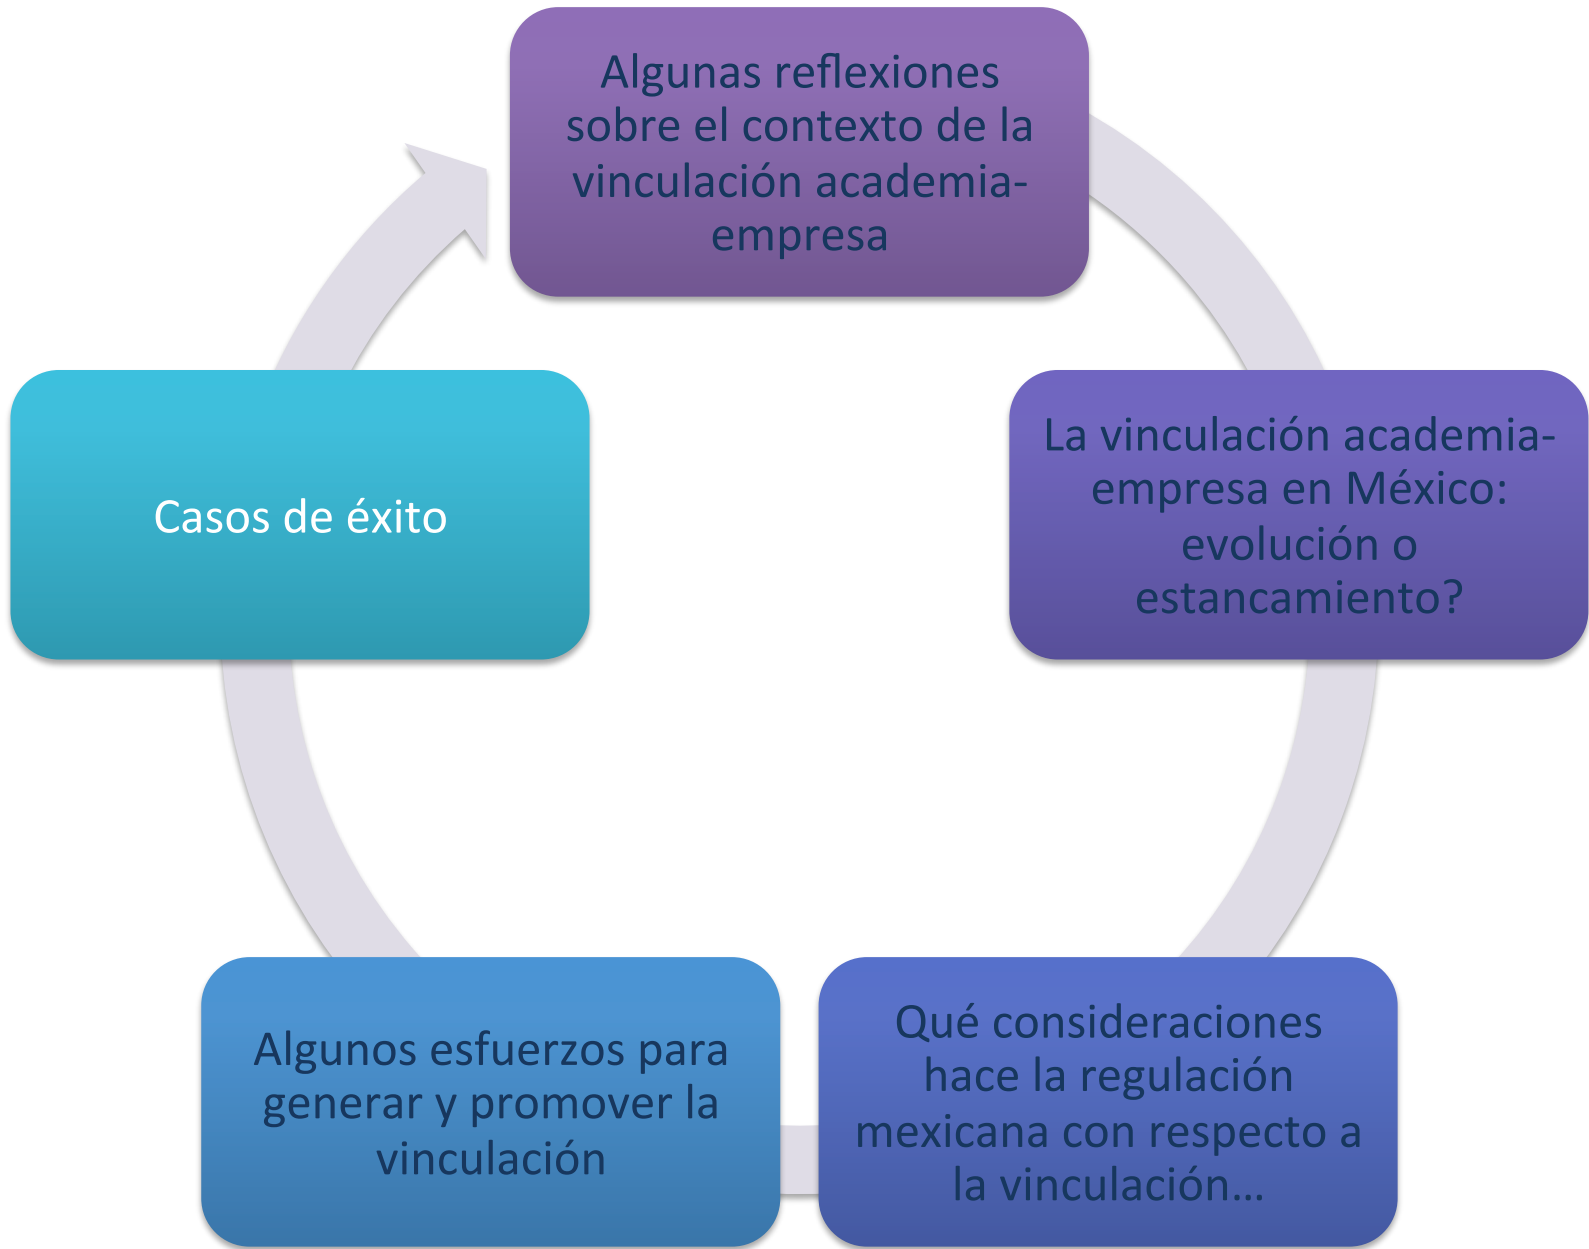 Algunas reflexiones
sobre el contexto de la
vinculación academia-
empresa
La vinculación academia-
empresa en México:
evolución o
estancamiento?
Qué consideraciones
hace la regulación
mexicana con respecto a
la vinculación…
Algunos esfuerzos para
generar y promover la
vinculación
Casos de éxito